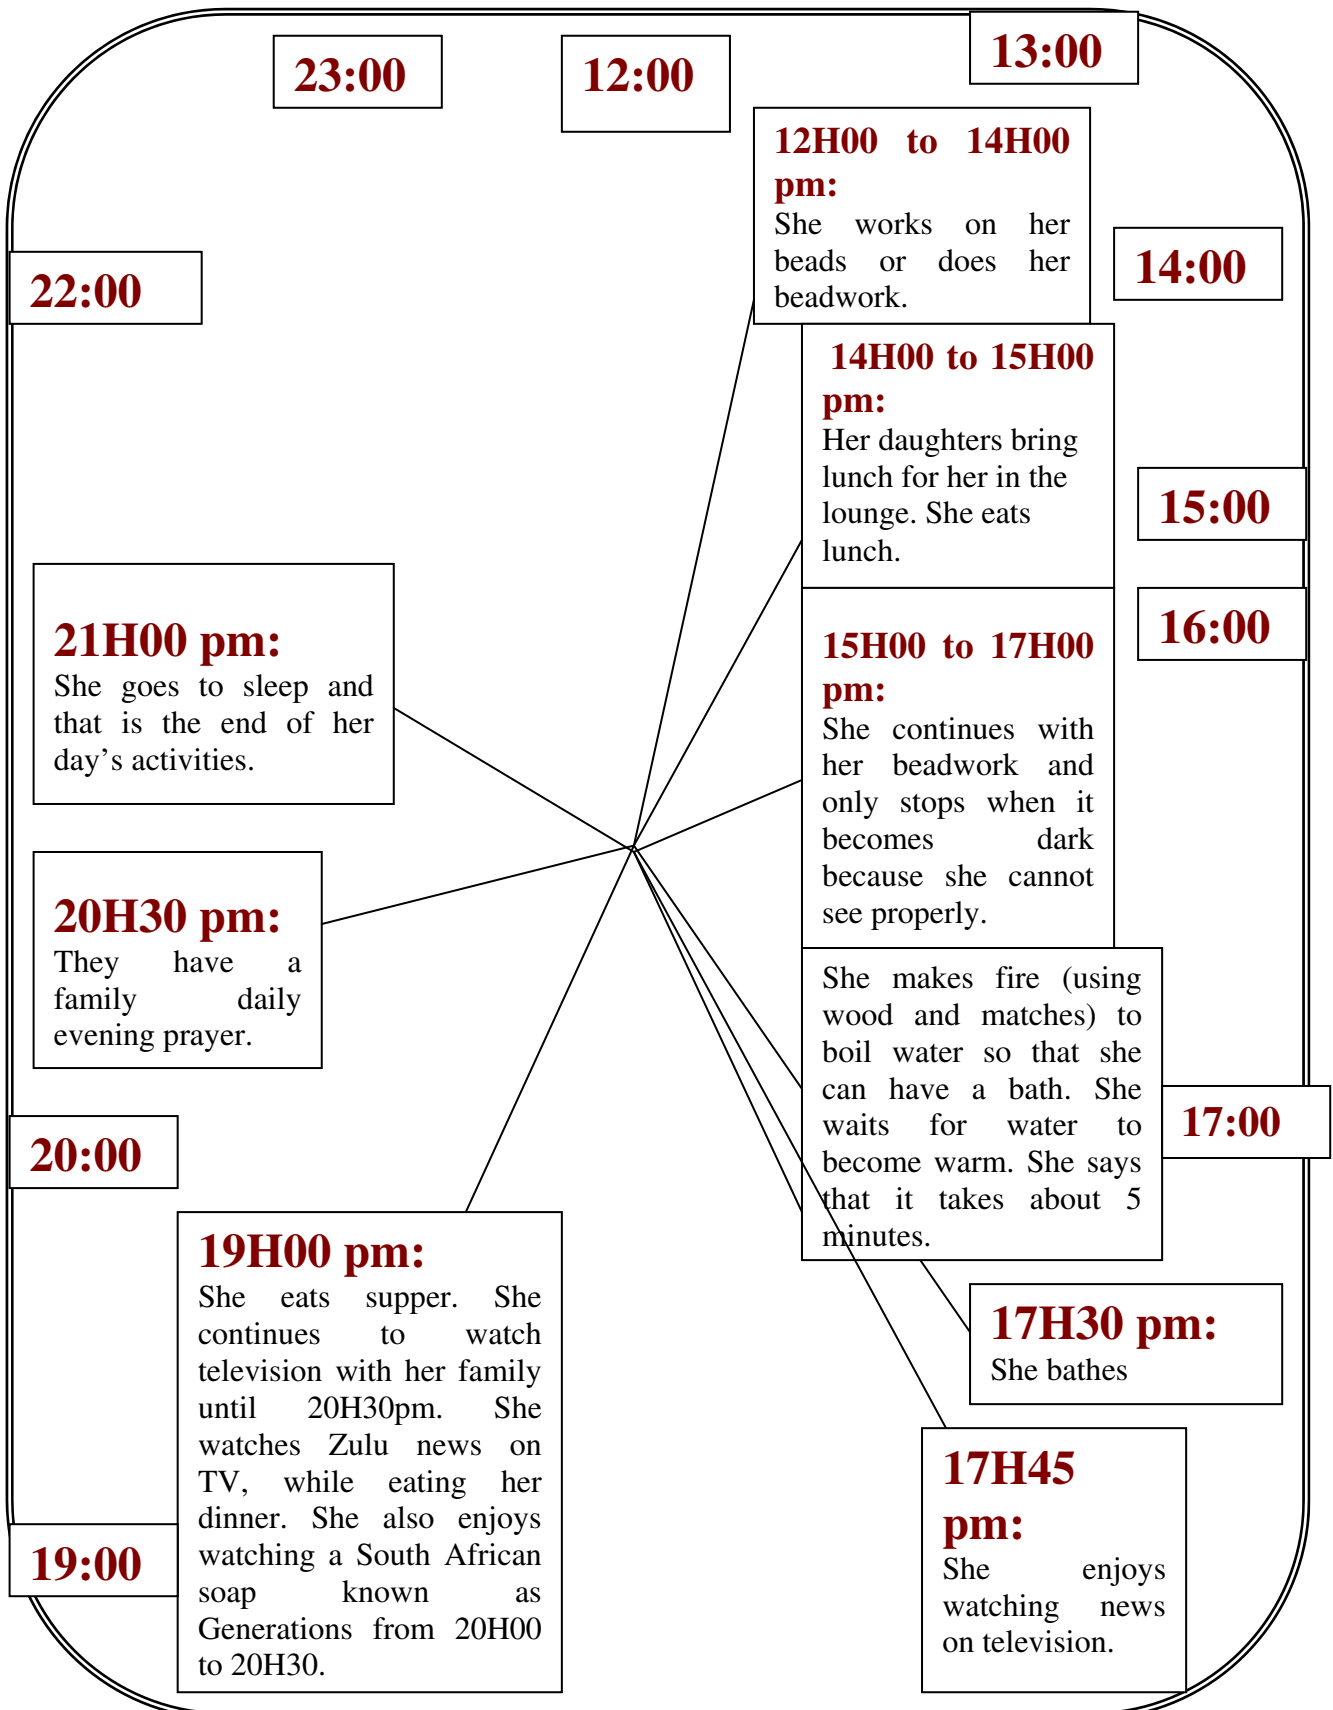 23:00
12:00
13:00
12H00 to 14H00
pm:
She works on her
beads or does her
beadwork.
14:00
22:00
14H00 to 15H00
pm:
Her daughters bring
lunch for her in the
lounge. She eats
lunch.
15:00
16:00
15H00 to 17H00
pm:
She continues with
her beadwork and
only stops when it
becomes dark
because she cannot
see properly.
21H00 pm:
She goes to sleep and
that is the end of her
day’s activities.
20H30 pm:
They have a
family daily
evening prayer.
She makes fire (using
wood and matches) to
boil water so that she
can have a bath. She
waits for water to
become warm. She says
that it takes about 5
minutes.
17:00
20:00
17H30 pm:
She bathes
19H00 pm:
She eats supper. She
continues to watch
television with her family
until 20H30pm. She
watches Zulu news on
TV, while eating her
dinner. She also enjoys
watching a South African
soap known as
Generations from 20H00
to 20H30.
17H45
pm:
She enjoys
watching news
on television.
19:00